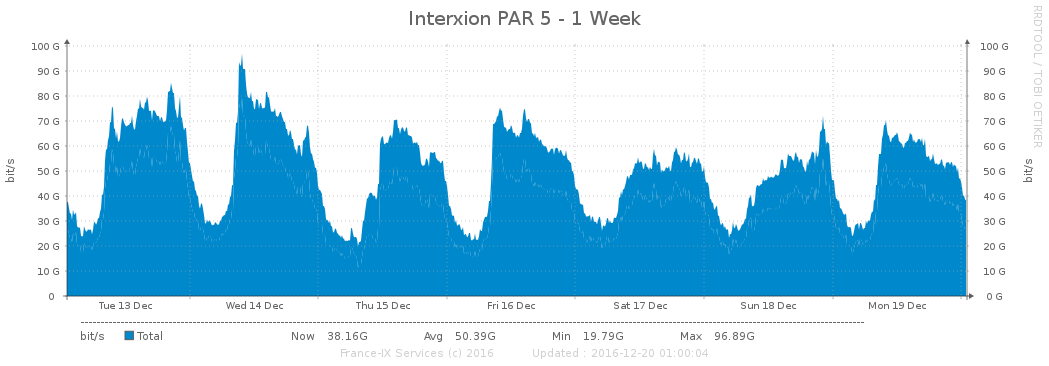 Interxion PAR 5 - 1 Week
RRDTOOL / TOBI OETIKER
100 G 100 G
90 G 90 G
80 G 80 G
70 G 70 G
60 G 60 G
50 G 50 G
40 G 40 G
30 G 30 G
20 G 20 G
10 G 10 G
0 0 G
bit/s
bit/s
Tue 13 Dec Wed 14 Dec Thu 15 Dec Fri 16 Dec Sat 17 Dec Sun 18 Dec Mon 19 Dec
bit/s Total Now 38.16G Avg 50.39G Min 19.79G Max 96.89G
France-IX Services (c) 2016 Updated : 2016-12-20 01:00:04